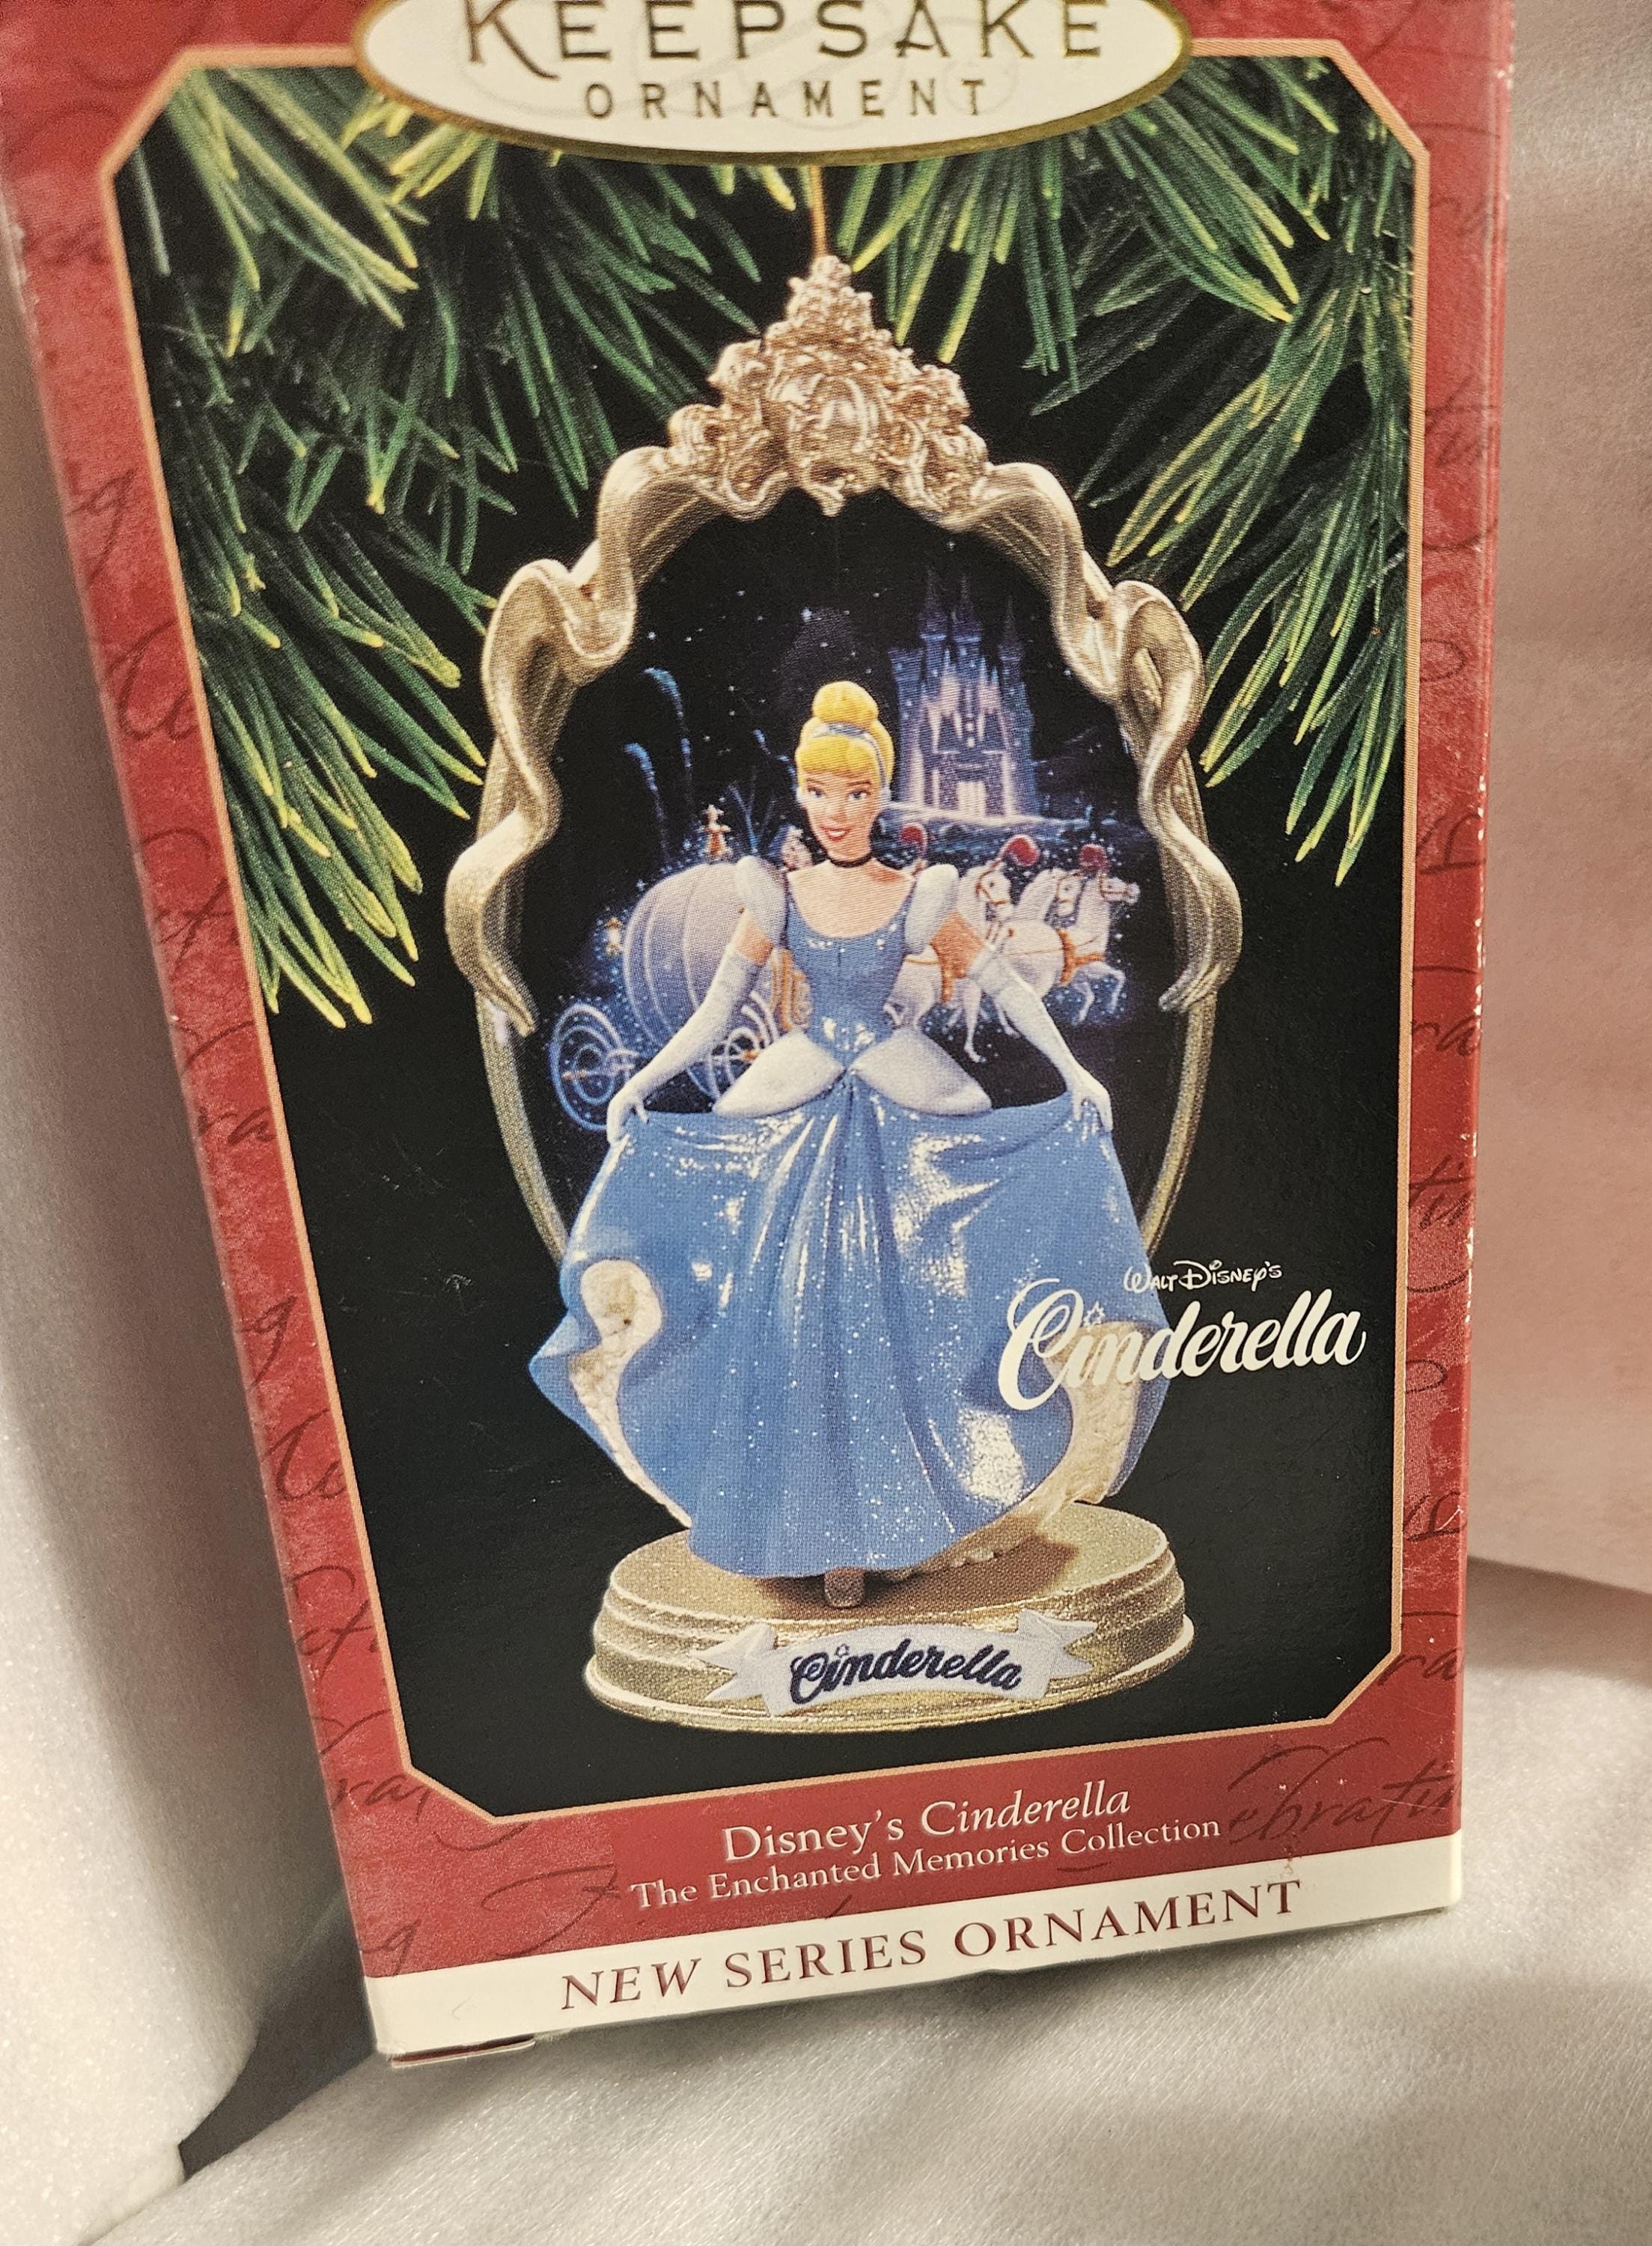 KEEPSAKE
ORNAMENT
WALT DISNEY'S
Cinderella
Cinderella
Disney's Cinderella
The Enchanted Memories Collection
NEW SERIES ORNAMENT